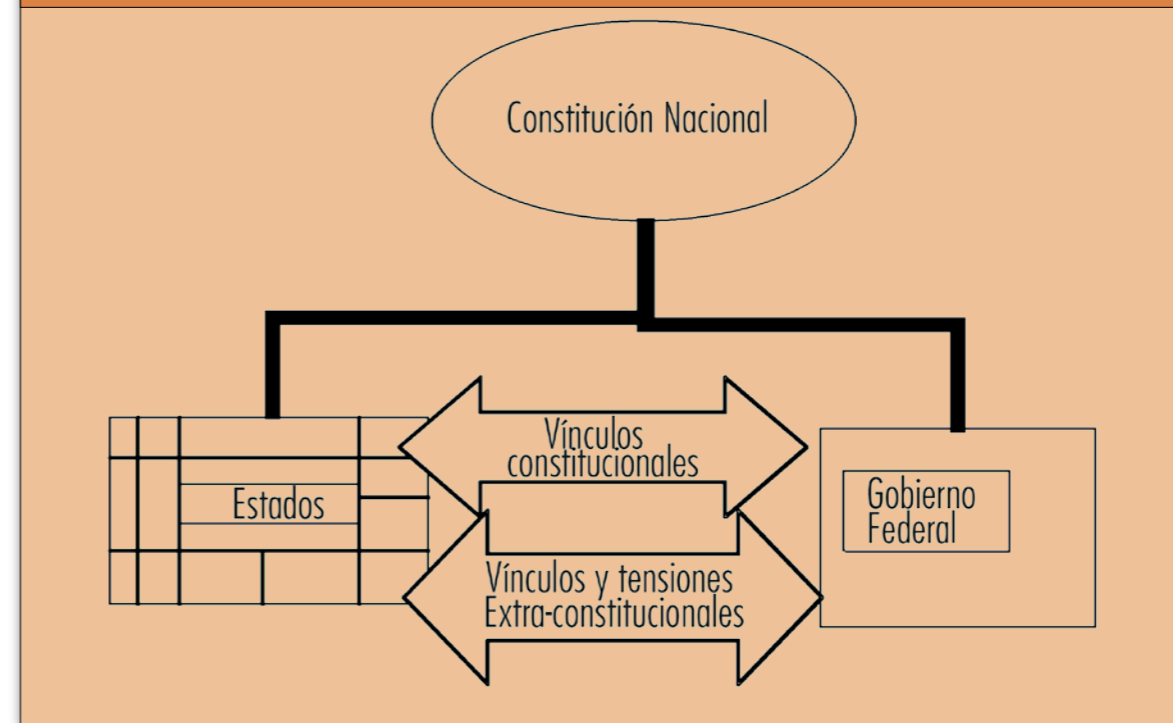 Constitución Nacional
Vínculos
constitucionales
Estados
Gobierno
Federal
Vínculos y tensiones
Extra-constitucionales